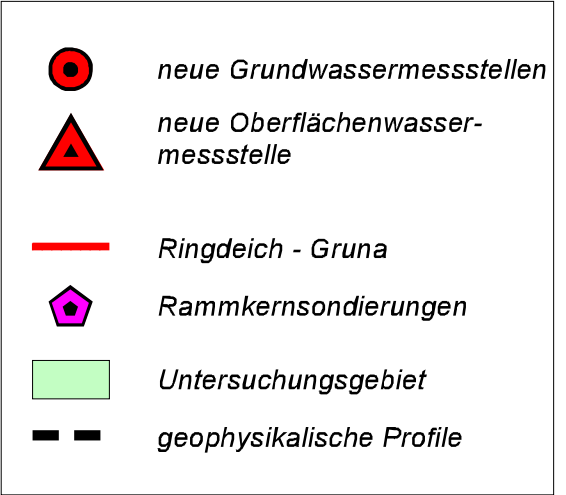 neue Grundwassermessstellen
neue Oberflächenwasser-
messstelle
Ringdeich - Gruna
Rammkernsondierungen
Untersuchungsgebiet
geophysikalische Profile